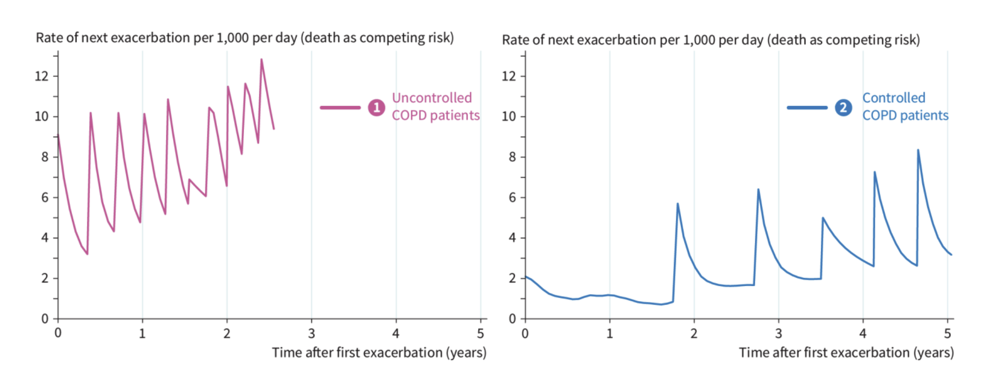 Rate of next exacerbation per 1,000 per day (death as competing risk)
12
10
8
6
4
2
0
0 1 2 3 4 5
Time after first exacerbation (years)
1
Uncontrolled
COPD patients
Rate of next exacerbation per 1,000 per day (death as competing risk)
12
10
8
6
4
2
0
0 1 2 3 4 5
Time after first exacerbation (years)
2
Controlled
COPD patients